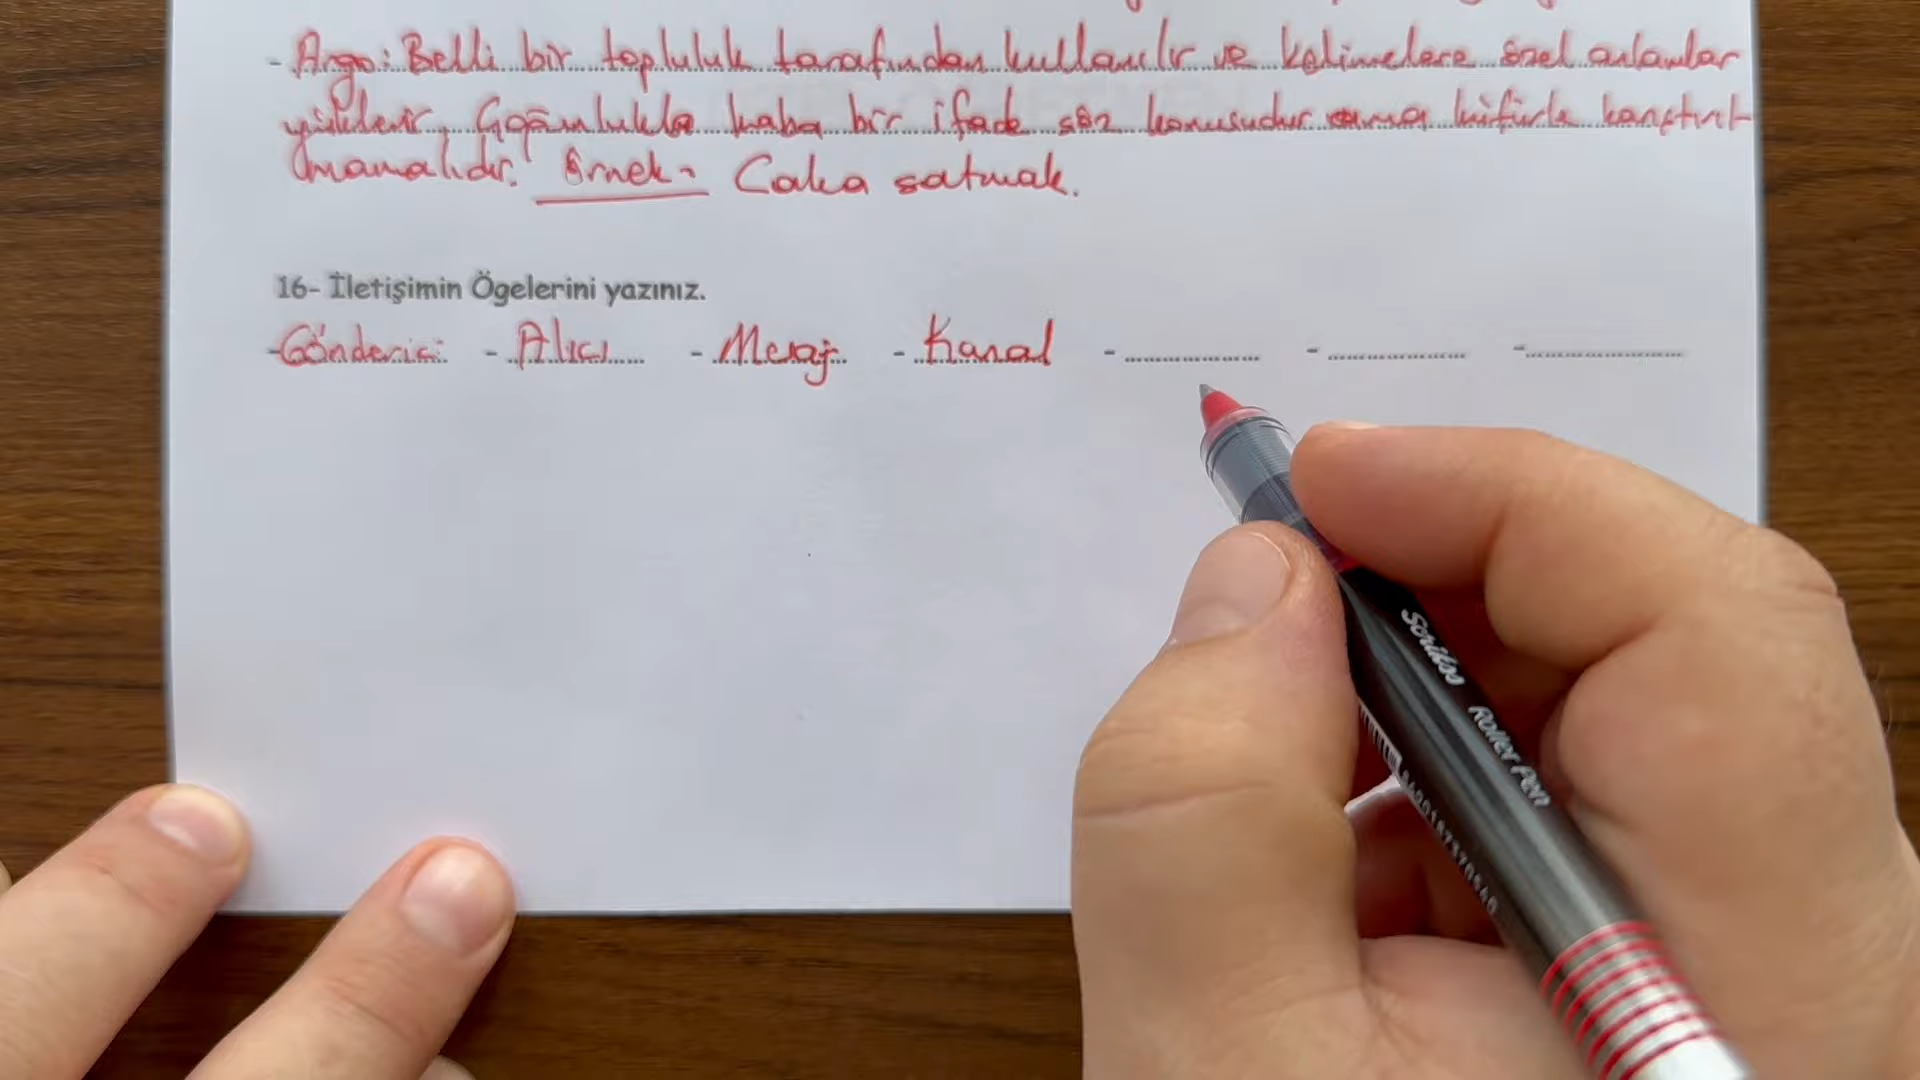 - Argo: Belli bir topluluk tarafından kullanılır ve kelimelere özel anlamlar
yüklenir. Çoğunlukla kaba bir ifade söz konusudur ama küfürle karıştırıl
mamalıdır. Örnek: Caka satmak.
16- İletişimin Ögelerini yazınız.
- Gönderici - Alıcı - Mesaj - Kanal - .................... - .................... - ....................
Scrikss Roller Pen